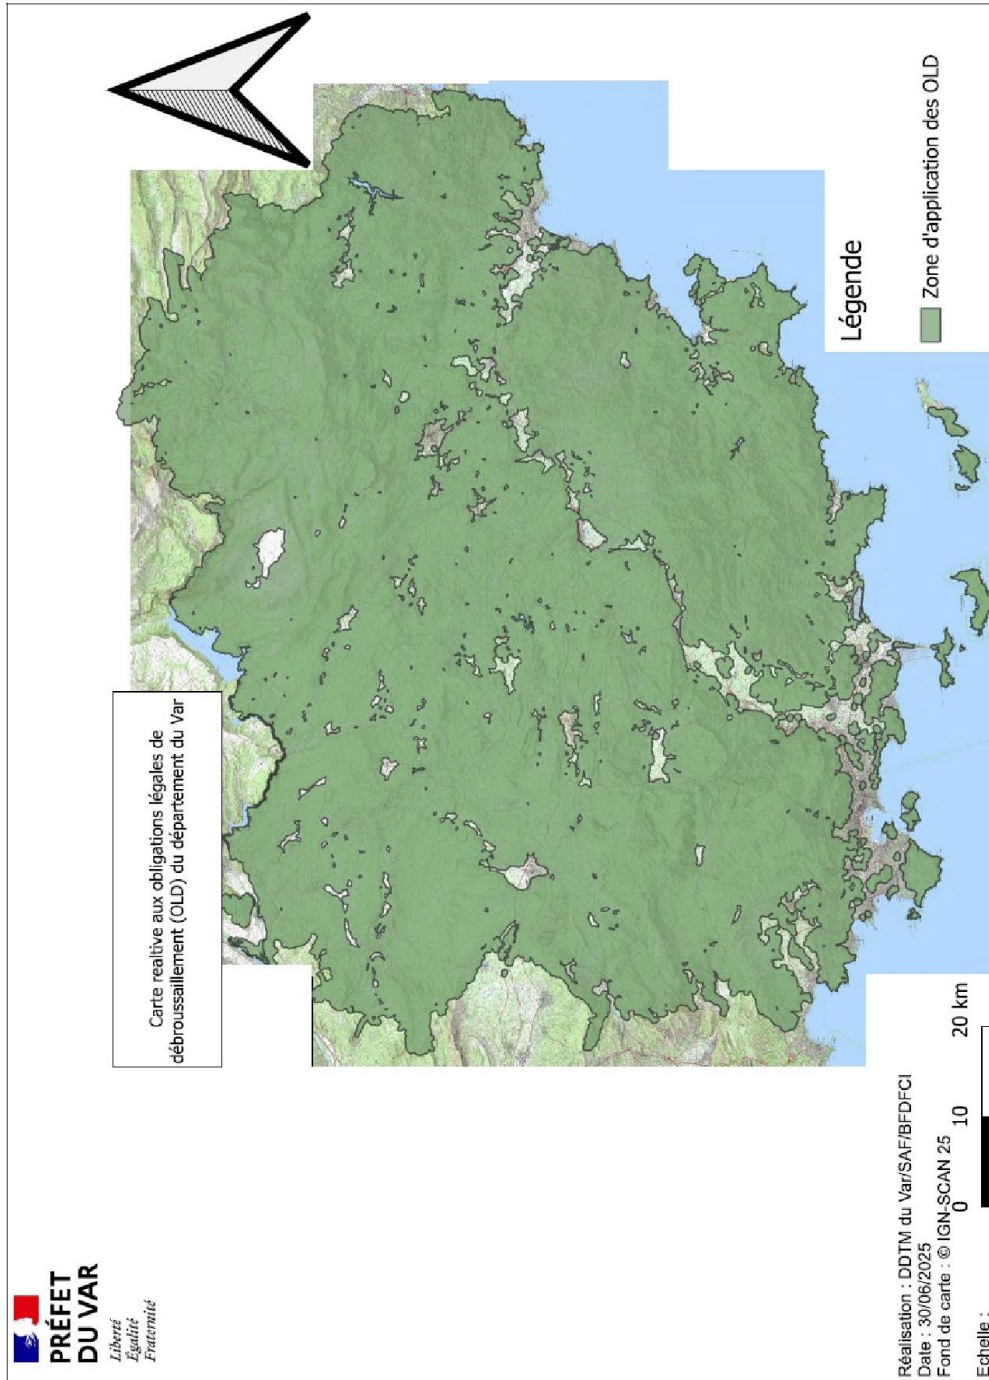 PRÉFET
DU VAR
Liberté
Égalité
Fraternité
Carte realtive aux obligations légales de
débroussaillement (OLD) du département du Var
Légende
Zone d'application des OLD
Réalisation : DDTM du Var/SAF/BFDFCI
Date : 30/06/2025
Fond de carte : © IGN-SCAN 25
Echelle :
0 10 20 km